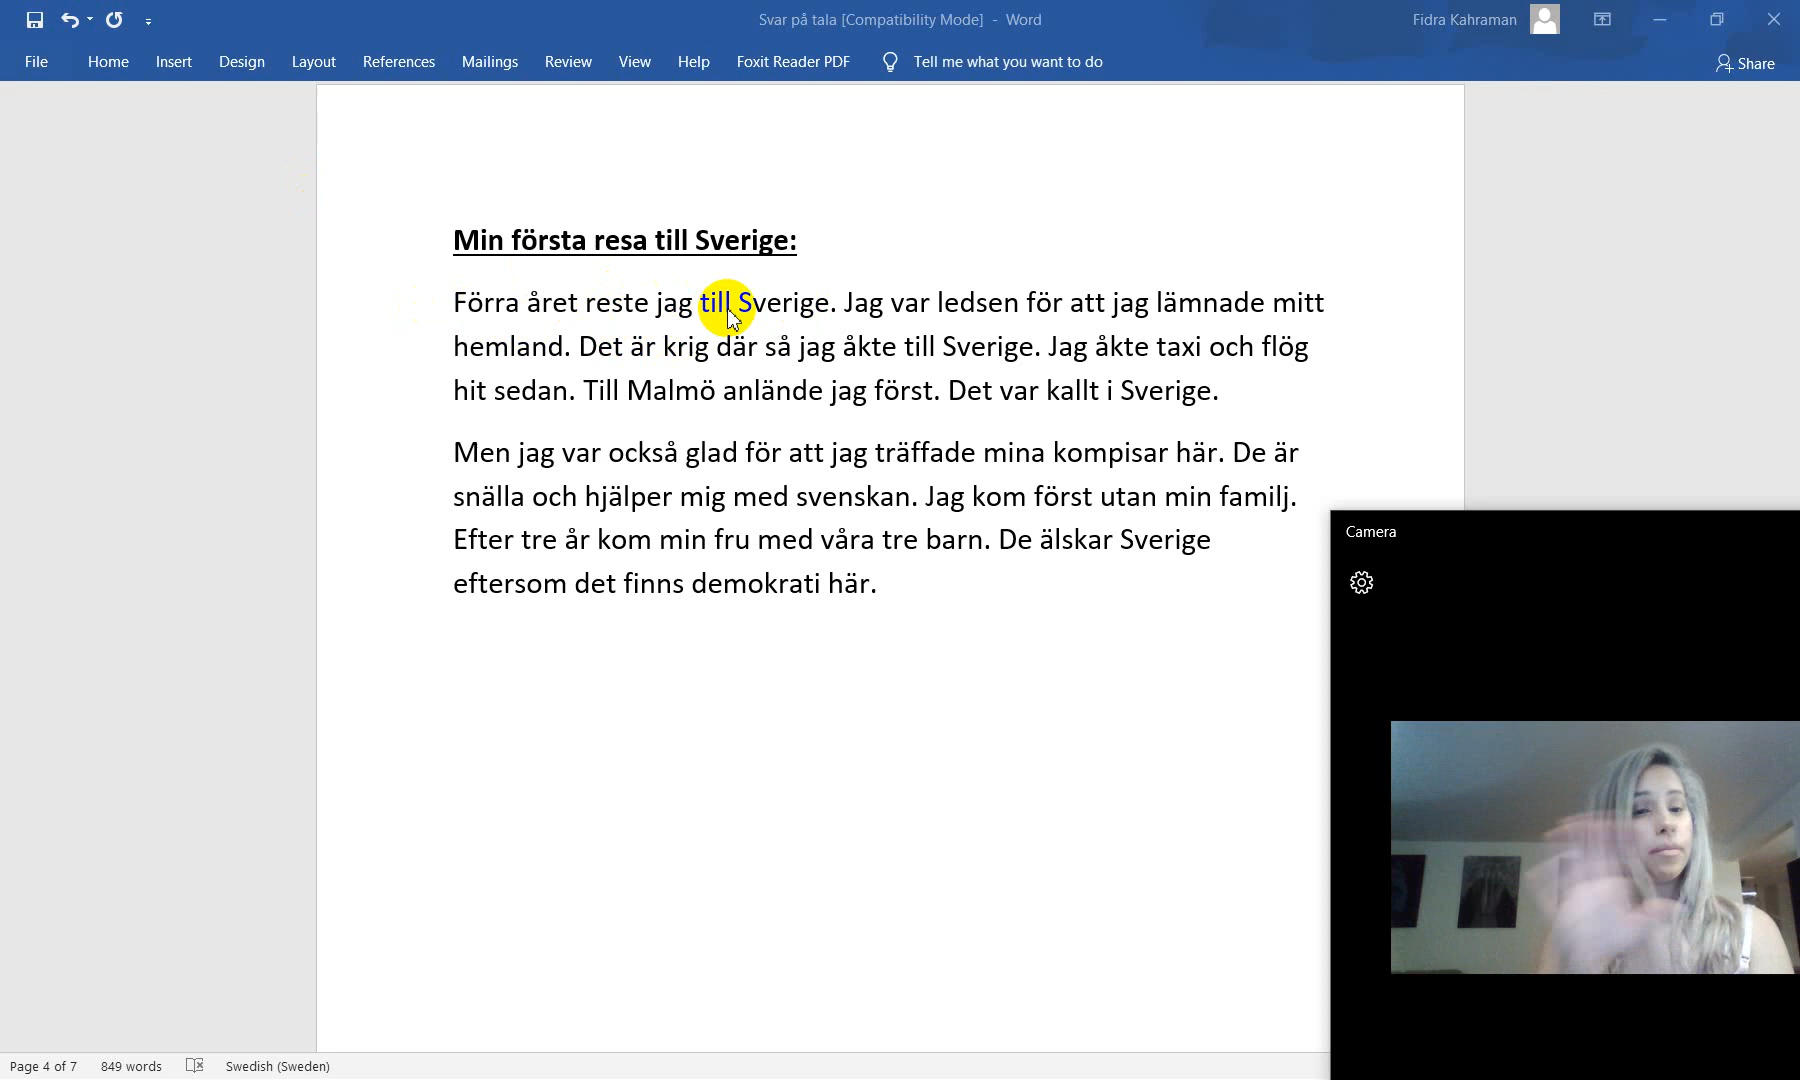 Svar på tala [Compatibility Mode] - Word
Fidra Kahraman
File Home Insert Design Layout References Mailings Review View Help Foxit Reader PDF Tell me what you want to do Share
Min första resa till Sverige:
Förra året reste jag till Sverige. Jag var ledsen för att jag lämnade mitt
hemland. Det är krig där så jag åkte till Sverige. Jag åkte taxi och flög
hit sedan. Till Malmö anlände jag först. Det var kallt i Sverige.
Men jag var också glad för att jag träffade mina kompisar här. De är
snälla och hjälper mig med svenskan. Jag kom först utan min familj.
Efter tre år kom min fru med våra tre barn. De älskar Sverige
eftersom det finns demokrati här.
Camera
Page 4 of 7 849 words Swedish (Sweden)